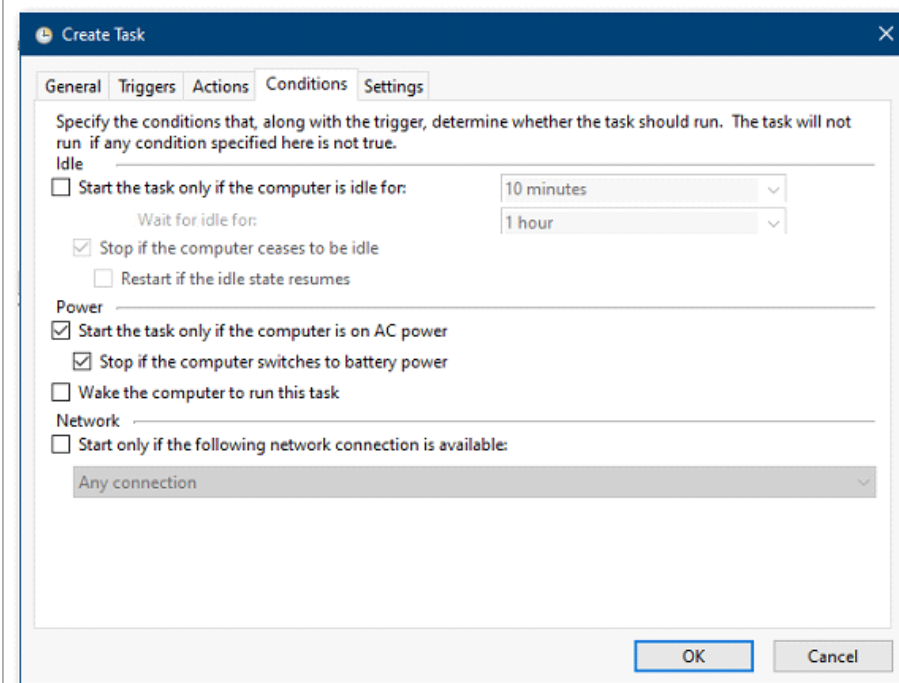 Create Task
General Triggers Actions Conditions Settings
Specify the conditions that, along with the trigger, determine whether the task should run. The task will not
run if any condition specified here is not true.
Idle
Start the task only if the computer is idle for: 10 minutes
Wait for idle for: 1 hour
Stop if the computer ceases to be idle
Restart if the idle state resumes
Power
Start the task only if the computer is on AC power
Stop if the computer switches to battery power
Wake the computer to run this task
Network
Start only if the following network connection is available:
Any connection
OK Cancel